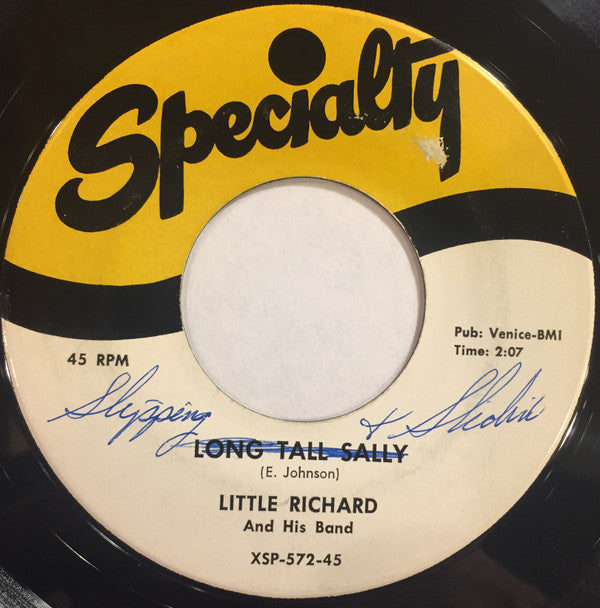 Specialty
Pub: Venice-BMI
Time: 2:07
45 RPM
Slipping + Slidin
LONG TALL SALLY
(E. Johnson)
LITTLE RICHARD
And His Band
XSP-572-45